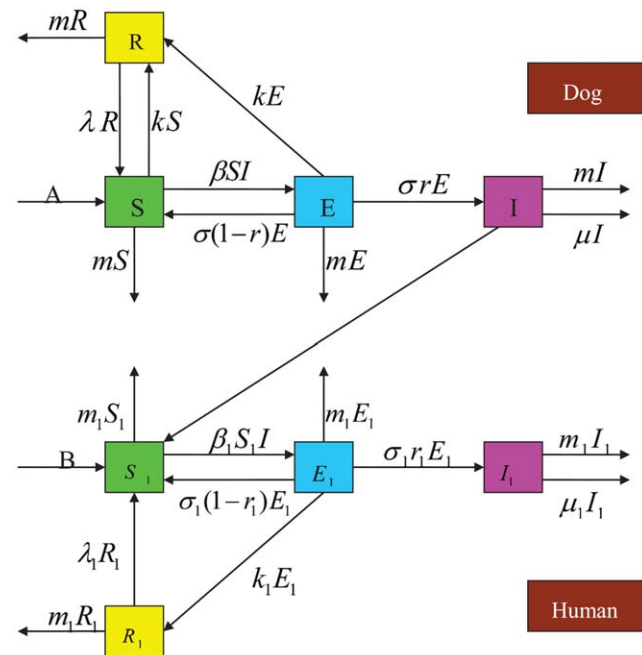 mR
R
Dog
λR
kS
kE
A
S
βSI
σ(1−r)E
E
σrE
I
mI
μI
mS
mE
m₁S₁
m₁E₁
B
S₁
β₁S₁I
σ₁(1−r₁)E₁
E₁
σ₁r₁E₁
I₁
m₁I₁
μ₁I₁
λ₁R₁
k₁E₁
m₁R₁
R₁
Human